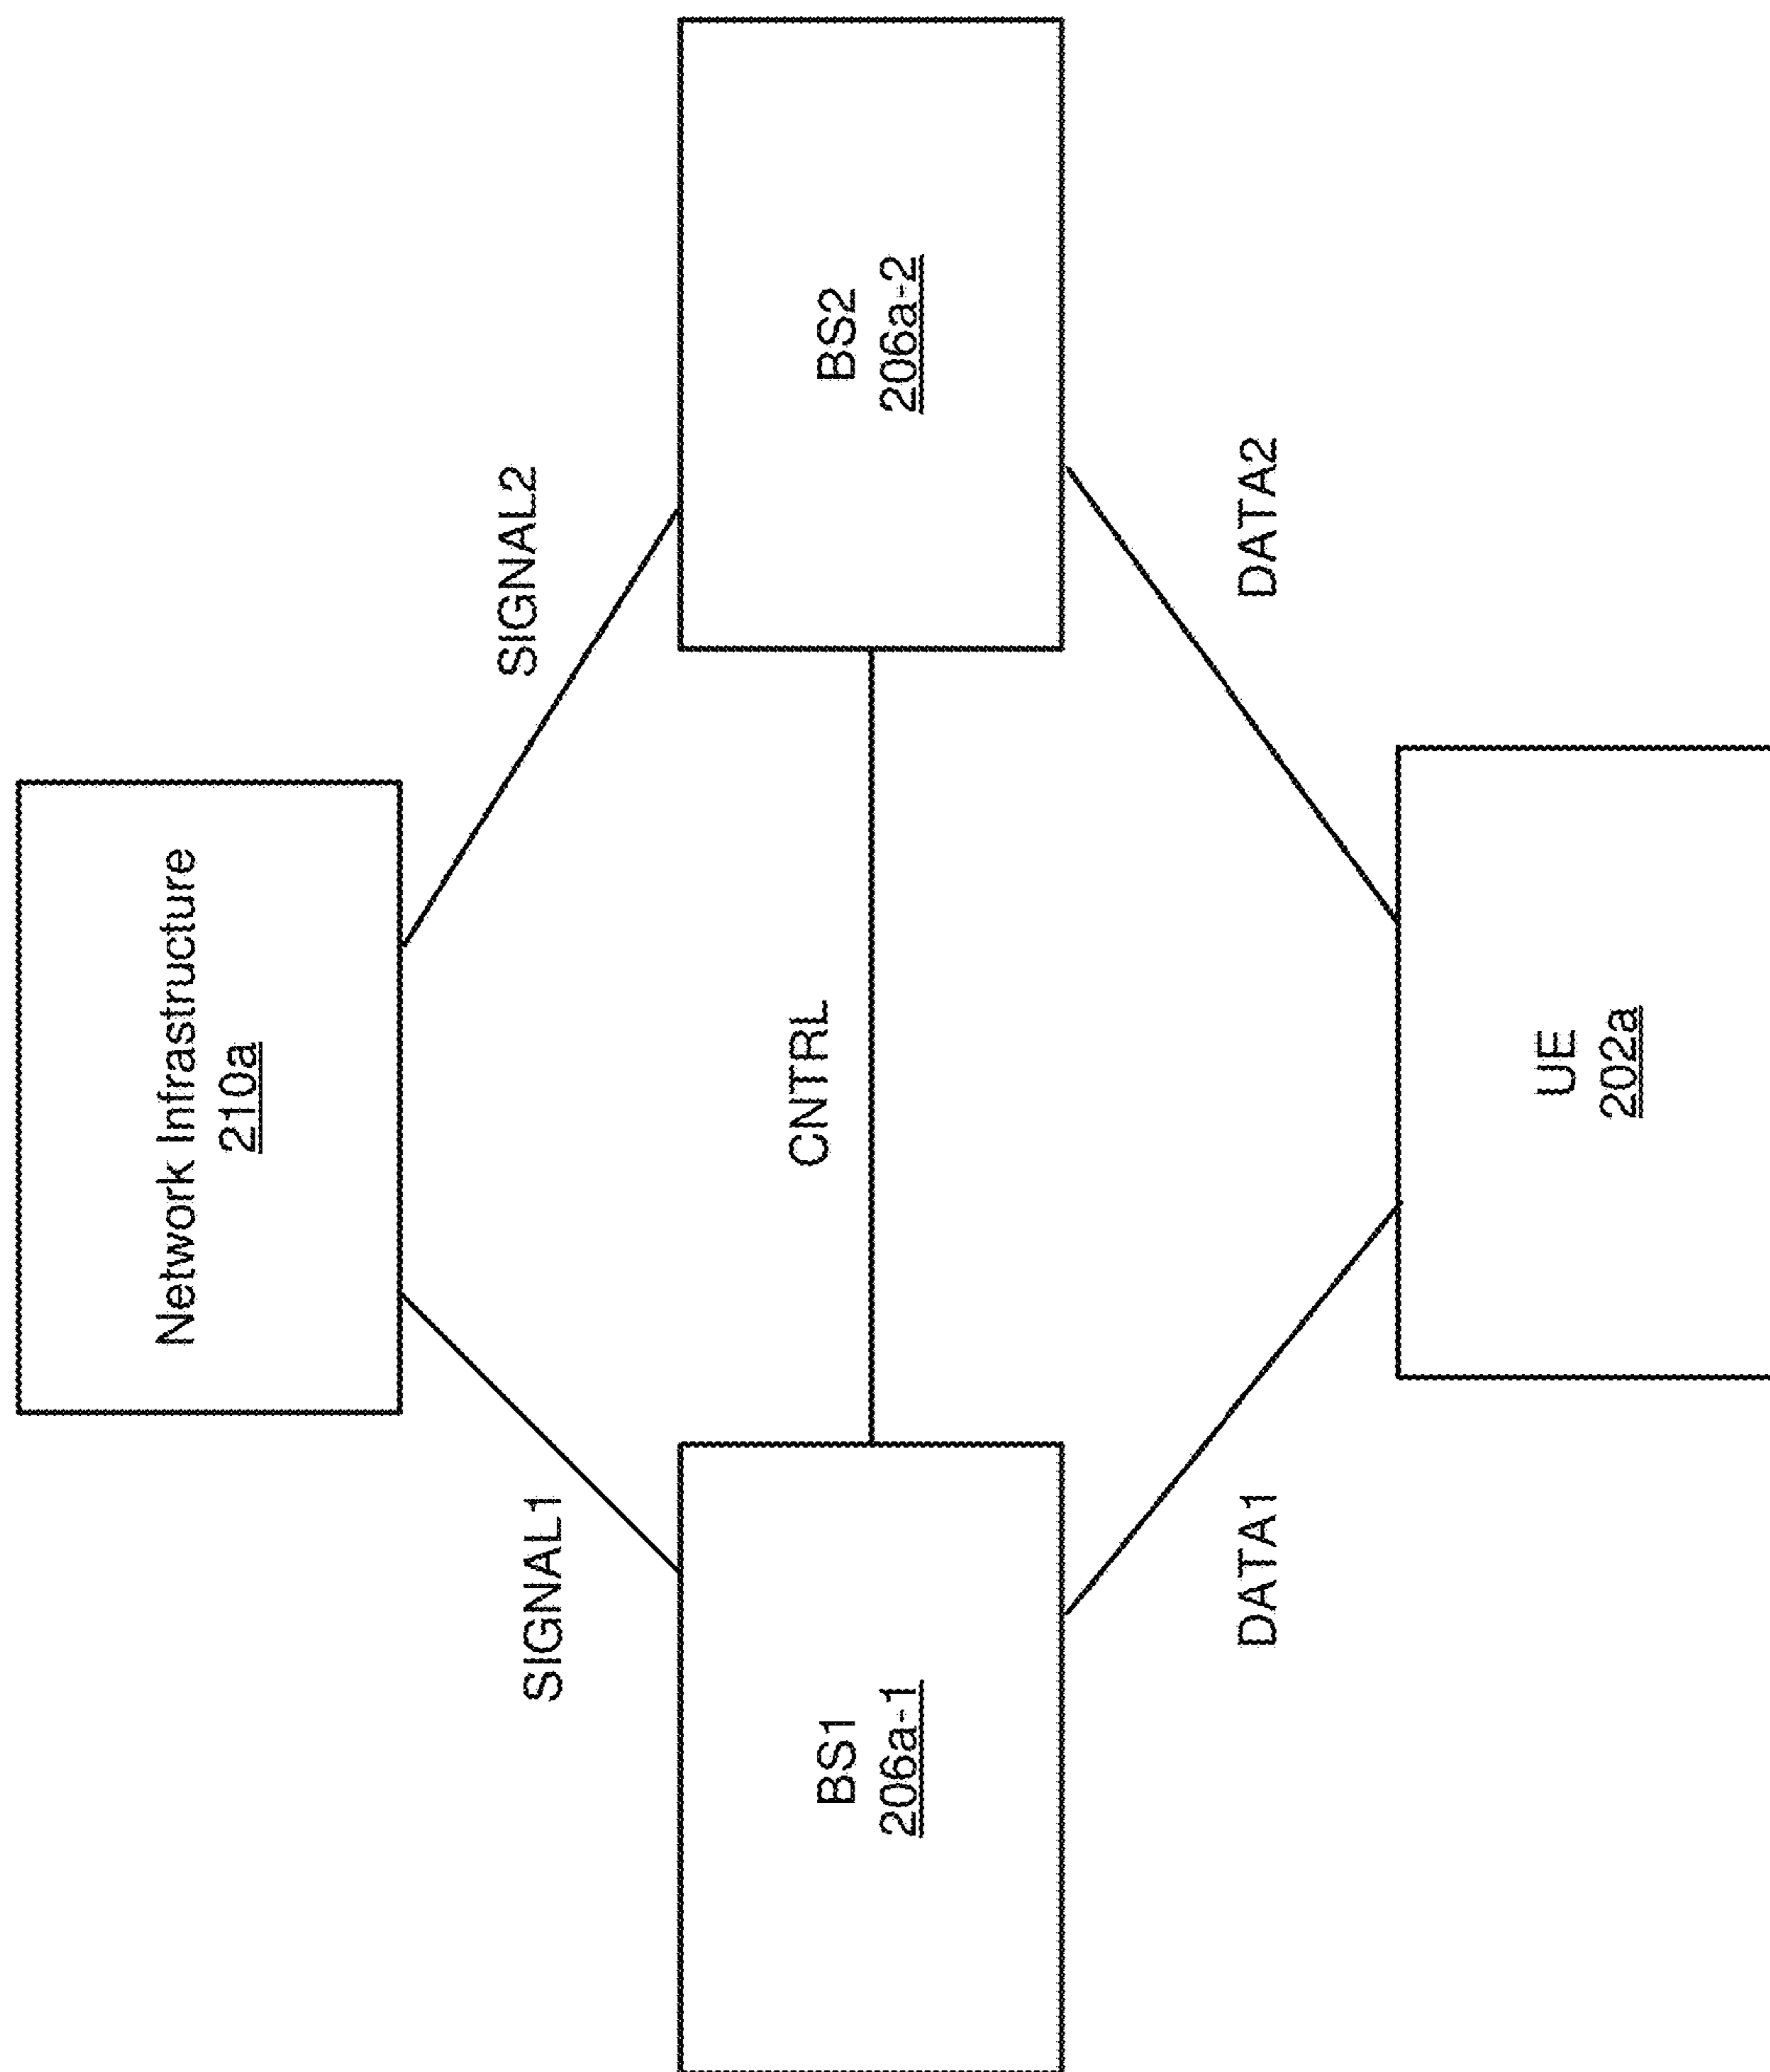 Network Infrastructure
210a
SIGNAL1
SIGNAL2
CNTRL
BS1
206a-1
BS2
206a-2
DATA1
DATA2
UE
202a